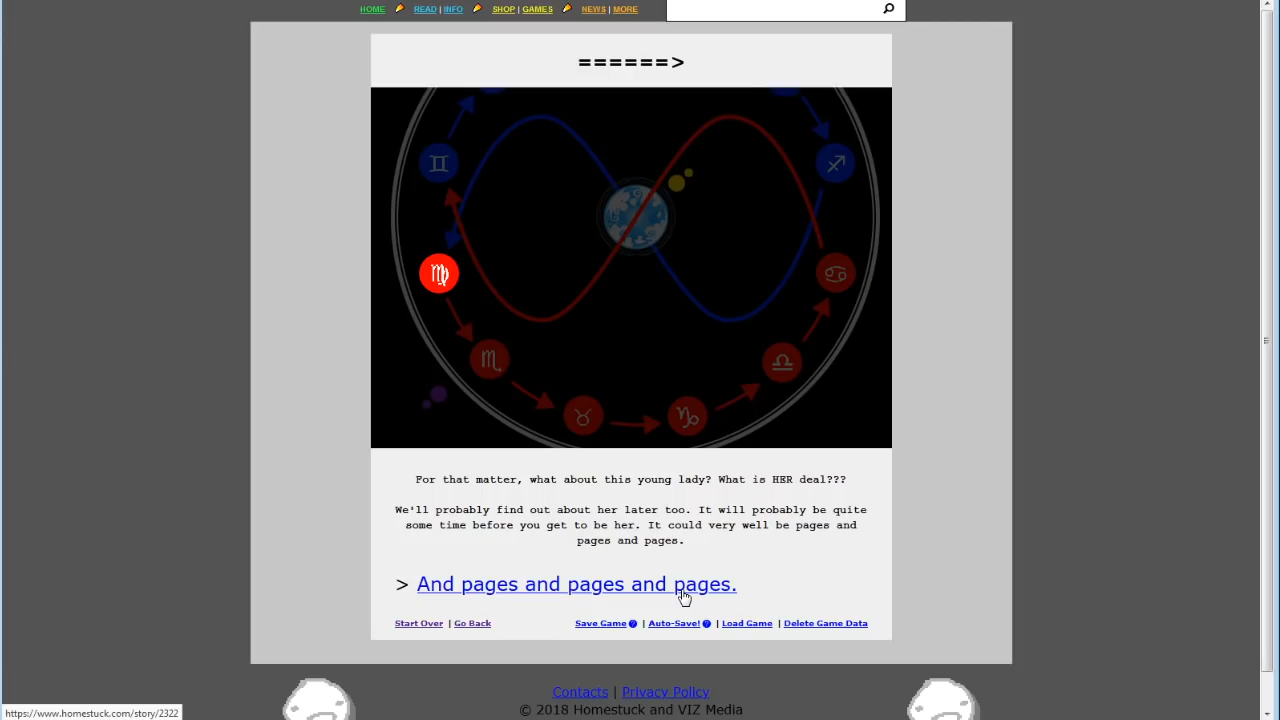 HOME READ | INFO SHOP | GAMES NEWS | MORE
======>
♊ ♐
♍ ♋
♏ ♎
♉ ♑
For that matter, what about this young lady? What is HER deal???
We'll probably find out about her later too. It will probably be quite
some time before you get to be her. It could very well be pages and
pages and pages.
> And pages and pages and pages.
Start Over | Go Back Save Game ? | Auto-Save! ? | Load Game | Delete Game Data
Contacts | Privacy Policy
© 2018 Homestuck and VIZ Media
https://www.homestuck.com/story/2322